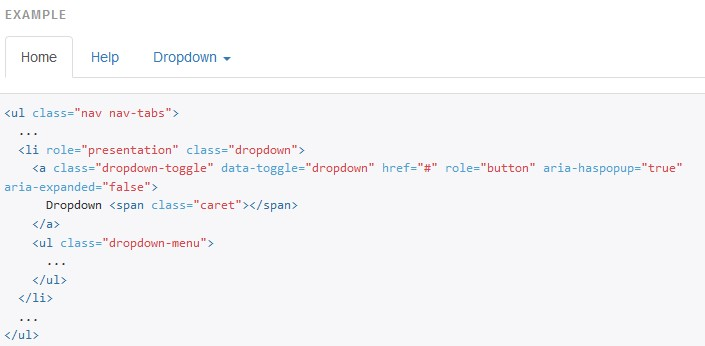 EXAMPLE
Home Help Dropdown
<ul class="nav nav-tabs">
  ...
  <li role="presentation" class="dropdown">
    <a class="dropdown-toggle" data-toggle="dropdown" href="#" role="button" aria-haspopup="true"
aria-expanded="false">
      Dropdown <span class="caret"></span>
    </a>
    <ul class="dropdown-menu">
      ...
    </ul>
  </li>
  ...
</ul>